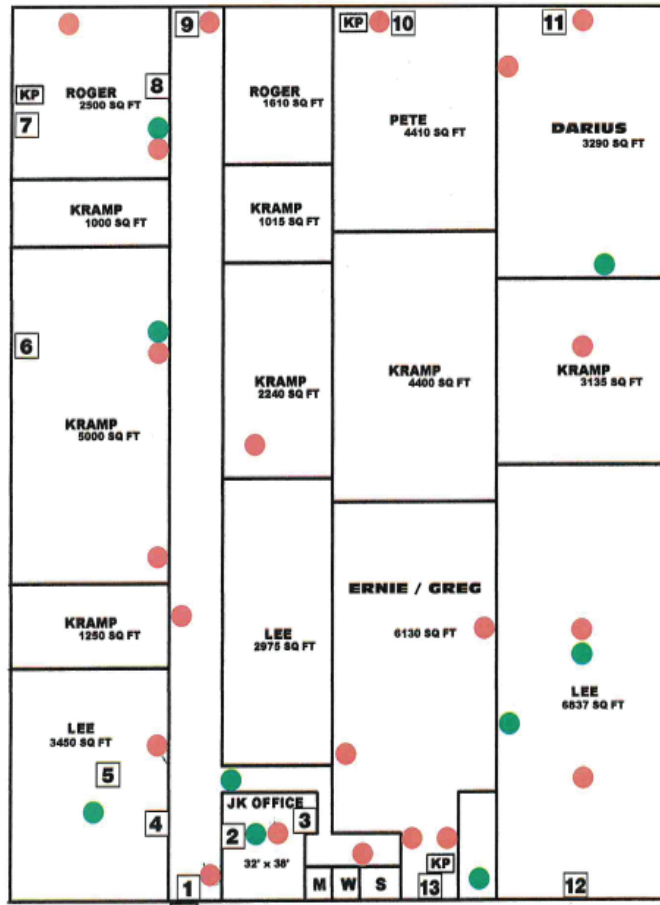 9
KP
10
11
8
ROGER
2500 SQ FT
KP
7
ROGER
1610 SQ FT
PETE
4410 SQ FT
DARIUS
3290 SQ FT
KRAMP
1000 SQ FT
KRAMP
1015 SQ FT
6
KRAMP
5000 SQ FT
KRAMP
2240 SQ FT
KRAMP
4400 SQ FT
KRAMP
3135 SQ FT
KRAMP
1250 SQ FT
LEE
2975 SQ FT
ERNIE / GREG
6130 SQ FT
LEE
6837 SQ FT
LEE
3450 SQ FT
5
4
JK OFFICE
2
3
32' x 38'
1
M
W
S
KP
13
12